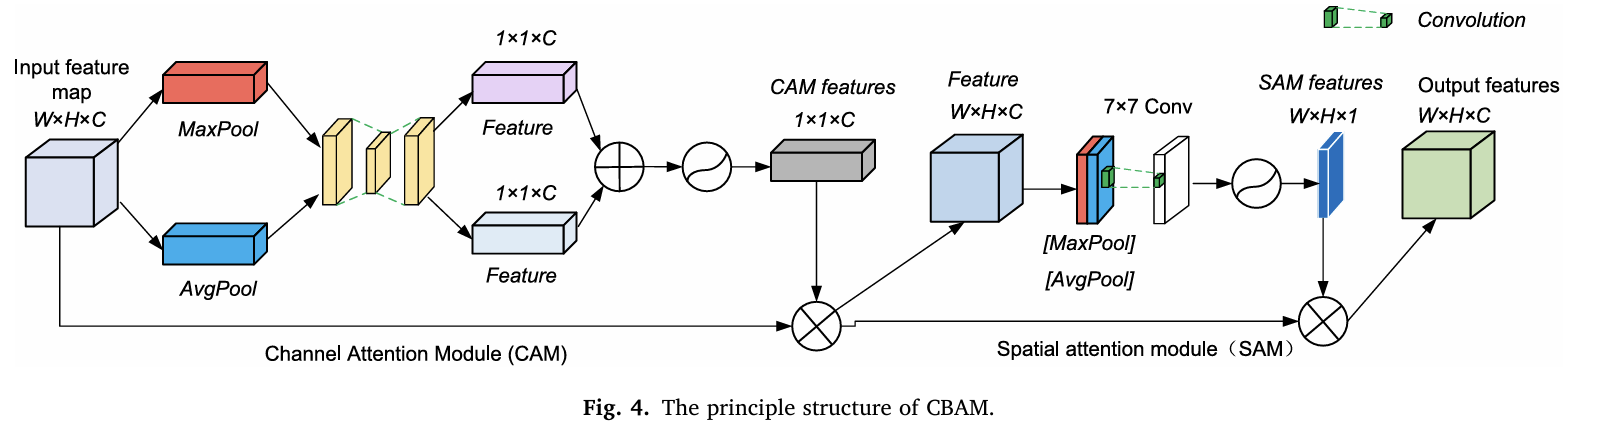 Input feature
map
W×H×C
MaxPool
AvgPool
1×1×C
Feature
1×1×C
Feature
CAM features
1×1×C
Channel Attention Module (CAM)
Feature
W×H×C
7×7 Conv
[MaxPool]
[AvgPool]
Convolution
SAM features
W×H×1
Output features
W×H×C
Spatial attention module（SAM）
Fig. 4. The principle structure of CBAM.